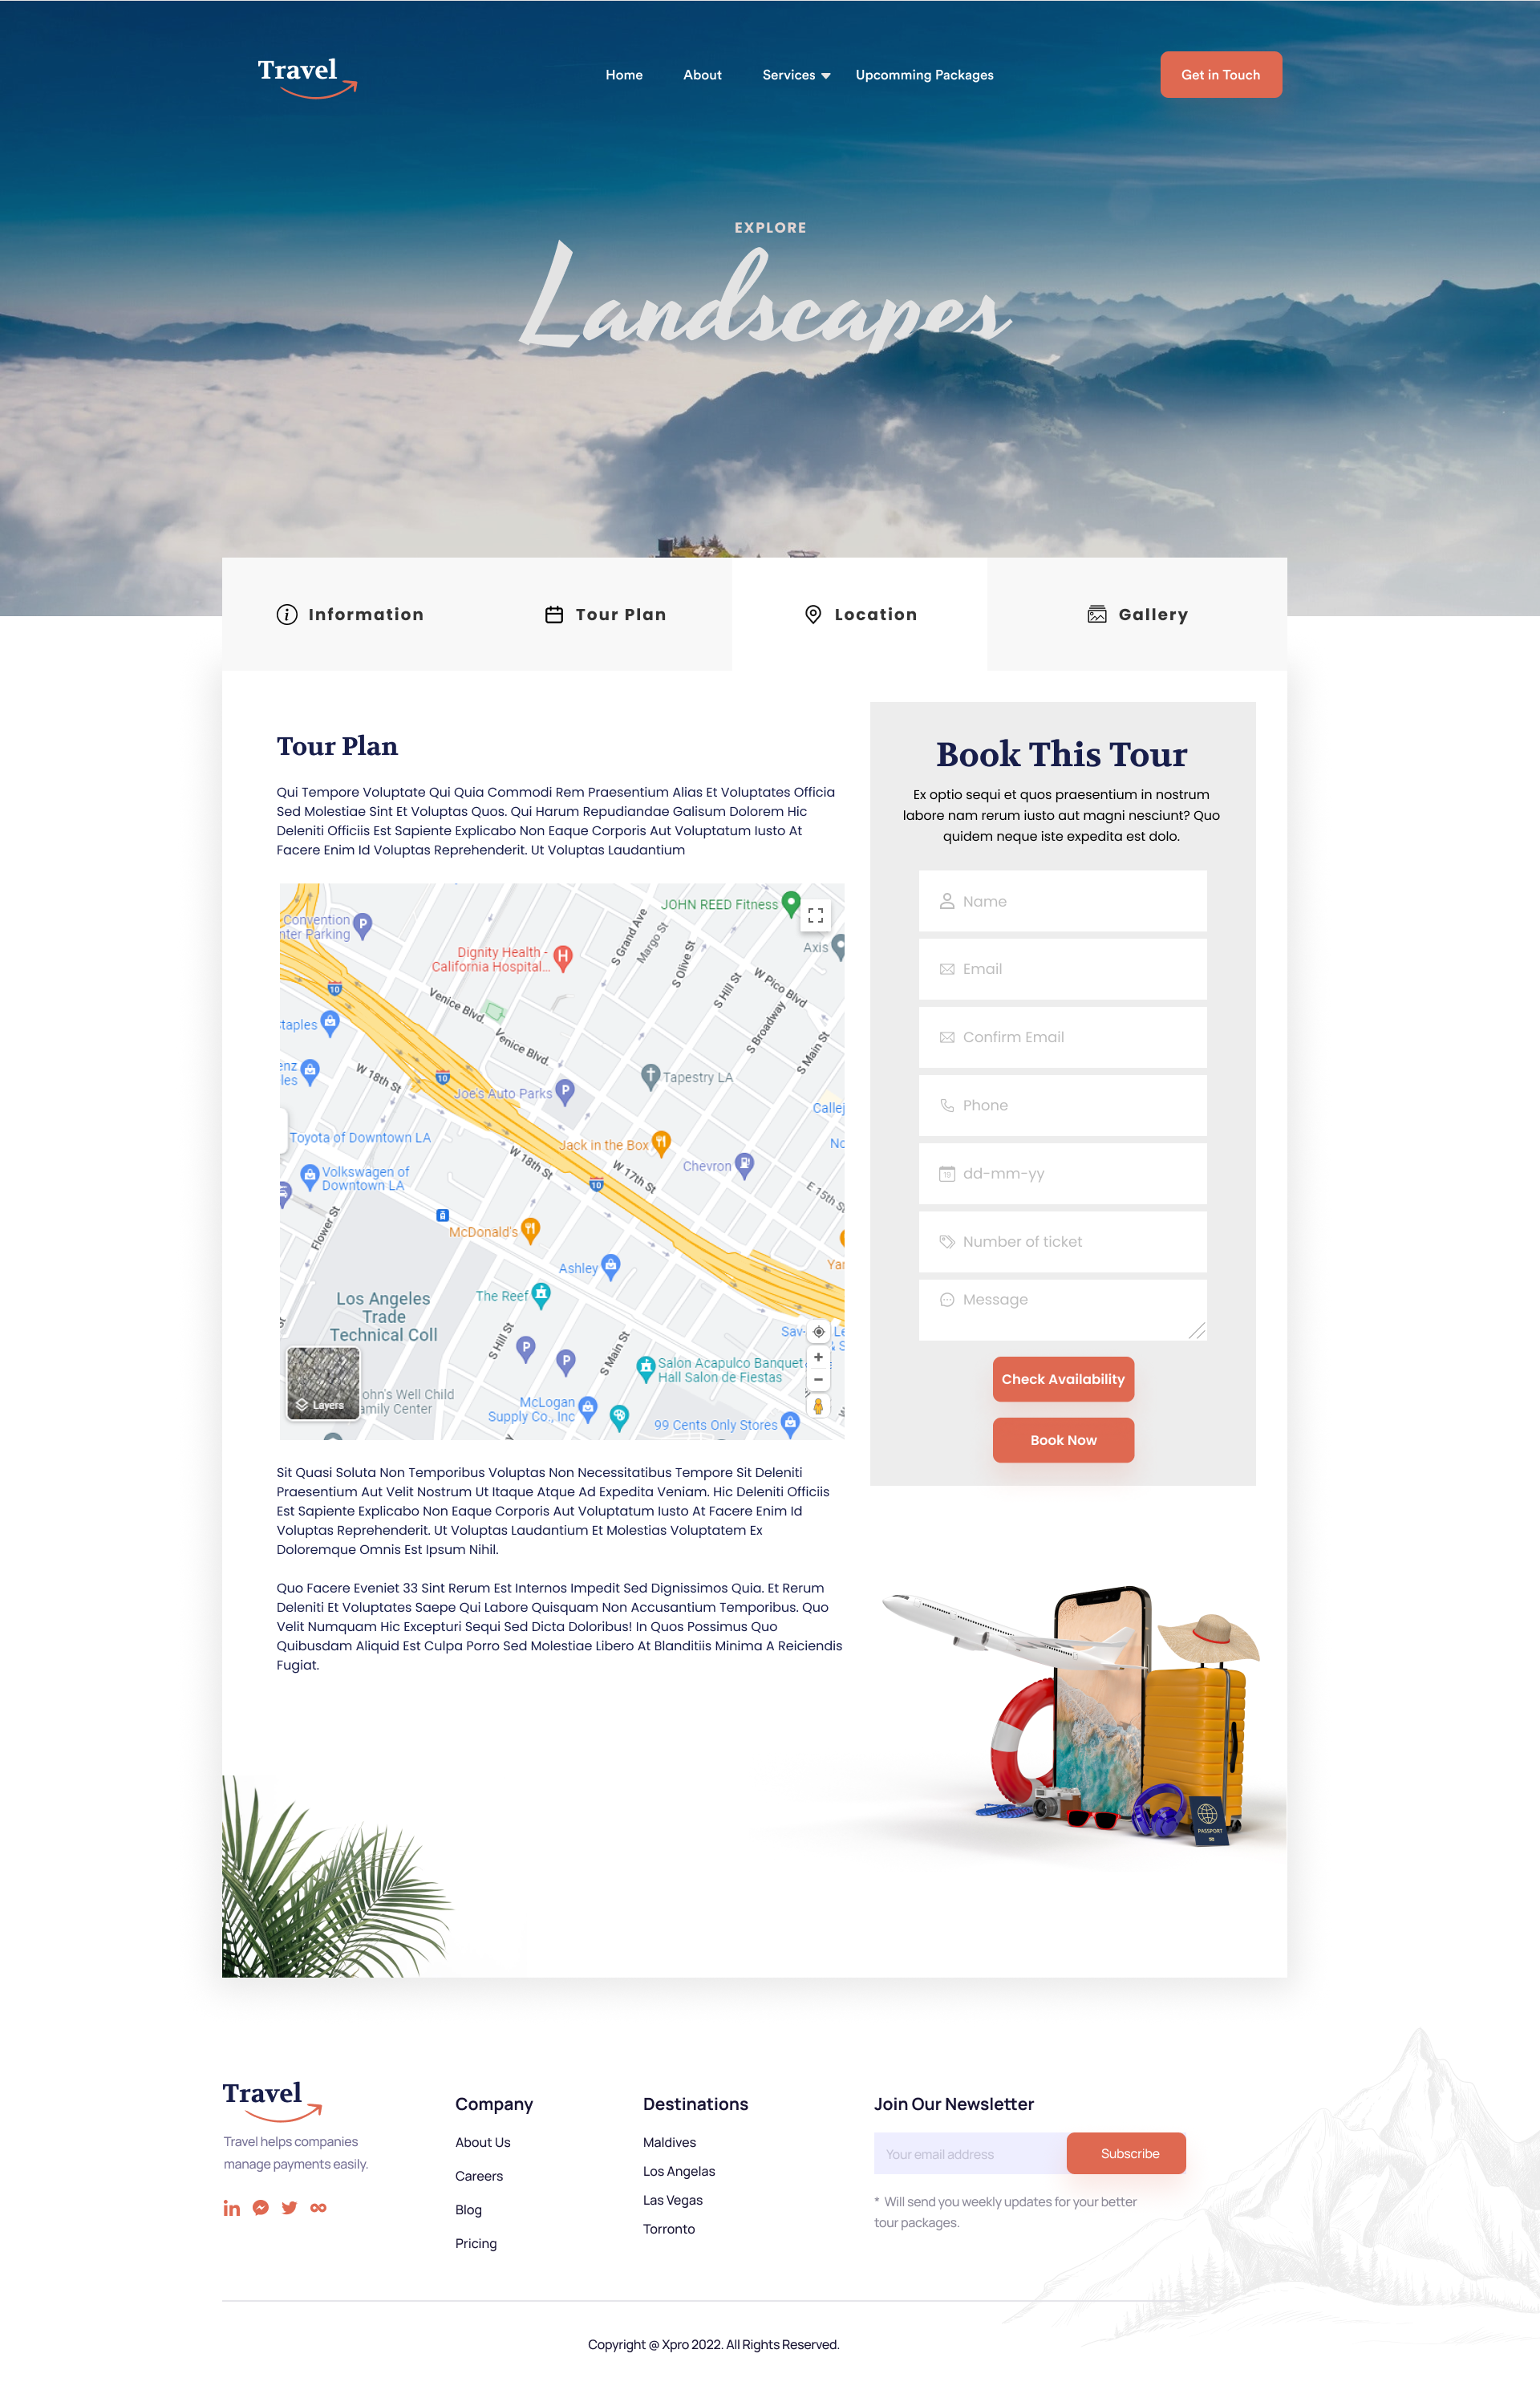 Travel
Home About Services Upcomming Packages
Get in Touch
EXPLORE
Landscapes
Information
Tour Plan
Location
Gallery
Tour Plan
Qui Tempore Voluptate Qui Quia Commodi Rem Praesentium Alias Et Voluptates Officia
Sed Molestiae Sint Et Voluptas Quos. Qui Harum Repudiandae Galisum Dolorem Hic
Deleniti Officiis Est Sapiente Explicabo Non Eaque Corporis Aut Voluptatum Iusto At
Facere Enim Id Voluptas Reprehenderit. Ut Voluptas Laudantium
Convention
nter Parking
P
JOHN REED Fitness
Axis
Dignity Health -
California Hospital...
H
S Grand Ave
Margo St
S Olive St
S Hill St
W Pico Blvd
S Broadway
S Main St
10
Venice Blvd.
Venice Blvd.
taples
enz
les
W 18th St
10
Joe's Auto Parks
P
Tapestry LA
Callej
Toyota of Downtown LA
Jack in the Box
No
Volkswagen of
Downtown LA
W 18th St
W 17th St
Chevron
10
E 15th St
Flower St
McDonald's
Yar
Ashley
The Reef
Los Angeles
Trade
Technical Coll
S Hill St
P
P
S Main St
Sav-
Le
& S
Salon Acapulco Banquet
Hall Salon de Fiestas
Layers
ohn's Well Child
amily Center
McLogan
Supply Co., Inc
99 Cents Only Stores
Sit Quasi Soluta Non Temporibus Voluptas Non Necessitatibus Tempore Sit Deleniti
Praesentium Aut Velit Nostrum Ut Itaque Atque Ad Expedita Veniam. Hic Deleniti Officiis
Est Sapiente Explicabo Non Eaque Corporis Aut Voluptatum Iusto At Facere Enim Id
Voluptas Reprehenderit. Ut Voluptas Laudantium Et Molestias Voluptatem Ex
Doloremque Omnis Est Ipsum Nihil.
Quo Facere Eveniet 33 Sint Rerum Est Internos Impedit Sed Dignissimos Quia. Et Rerum
Deleniti Et Voluptates Saepe Qui Labore Quisquam Non Accusantium Temporibus. Quo
Velit Numquam Hic Excepturi Sequi Sed Dicta Doloribus! In Quos Possimus Quo
Quibusdam Aliquid Est Culpa Porro Sed Molestiae Libero At Blanditiis Minima A Reiciendis
Fugiat.
Book This Tour
Ex optio sequi et quos praesentium in nostrum
labore nam rerum iusto aut magni nesciunt? Quo
quidem neque iste expedita est dolo.
Name
Email
Confirm Email
Phone
dd-mm-yy
Number of ticket
Message
Check Availability
Book Now
PASSPORT
Travel
Travel helps companies
manage payments easily.
Company
About Us
Careers
Blog
Pricing
Destinations
Maldives
Los Angelas
Las Vegas
Torronto
Join Our Newsletter
Your email address
Subscribe
* Will send you weekly updates for your better
tour packages.
Copyright @ Xpro 2022. All Rights Reserved.